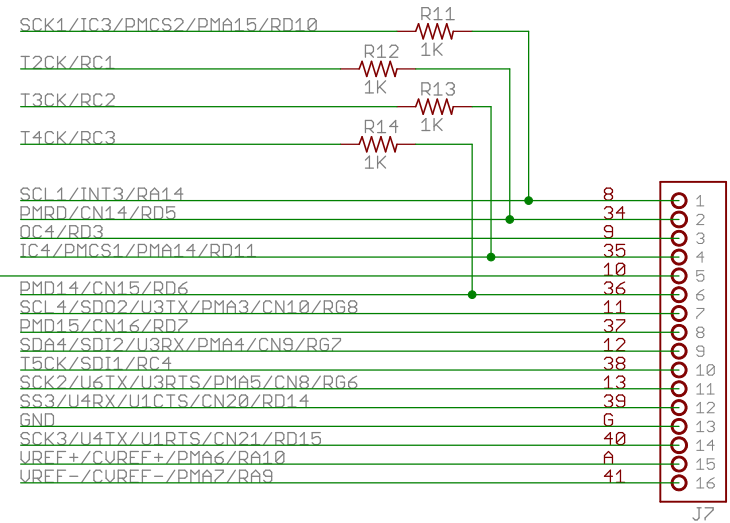 SCK1/IC3/PMCS2/PMA15/RD10 R11
1K
T2CK/RC1 R12
1K
T3CK/RC2 R13
1K
T4CK/RC3 R14
1K
SCL1/INT3/RA14 8 1
PMRD/CN14/RD5 34 2
OC4/RD3 9 3
IC4/PMCS1/PMA14/RD11 35 4
10 5
PMD14/CN15/RD6 36 6
SCL4/SDO2/U3TX/PMA3/CN10/RG8 11 7
PMD15/CN16/RD7 37 8
SDA4/SDI2/U3RX/PMA4/CN9/RG7 12 9
T5CK/SDI1/RC4 38 10
SCK2/U6TX/U3RTS/PMA5/CN8/RG6 13 11
SS3/U4RX/U1CTS/CN20/RD14 39 12
GND G 13
SCK3/U4TX/U1RTS/CN21/RD15 40 14
VREF+/CVREF+/PMA6/RA10 A 15
VREF-/CVREF-/PMA7/RA9 41 16
J7